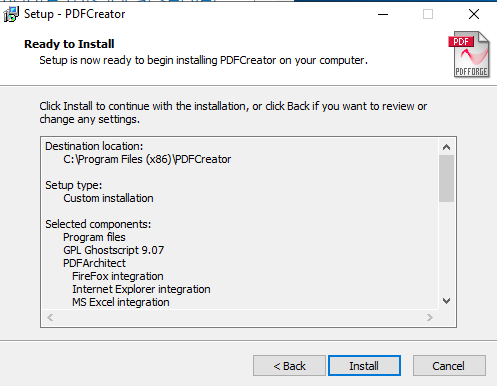 Setup - PDFCreator
Ready to Install
Setup is now ready to begin installing PDFCreator on your computer.
PDF
PDFFORGE
Click Install to continue with the installation, or click Back if you want to review or
change any settings.
Destination location:
C:\Program Files (x86)\PDFCreator
Setup type:
Custom installation
Selected components:
Program files
GPL Ghostscript 9.07
PDFArchitect
FireFox integration
Internet Explorer integration
MS Excel integration
< Back
Install
Cancel